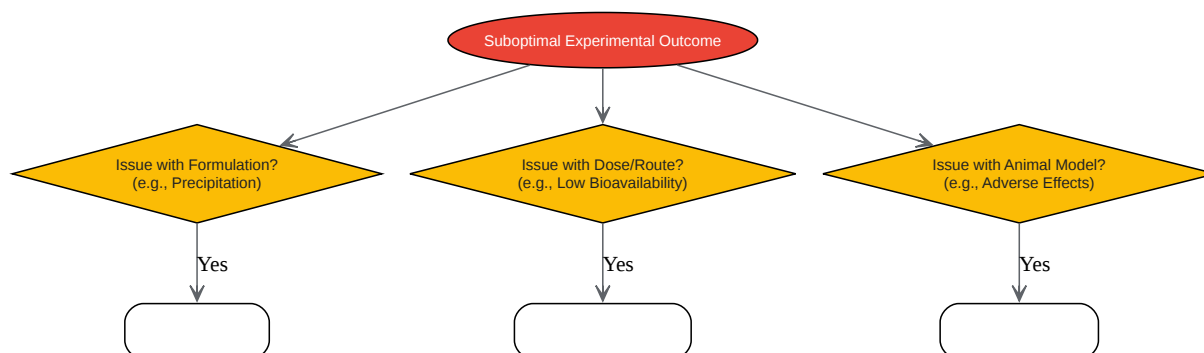 Suboptimal Experimental Outcome
Issue with Formulation?
(e.g., Precipitation)
Issue with Dose/Route?
(e.g., Low Bioavailability)
Issue with Animal Model?
(e.g., Adverse Effects)
Yes
Yes
Yes